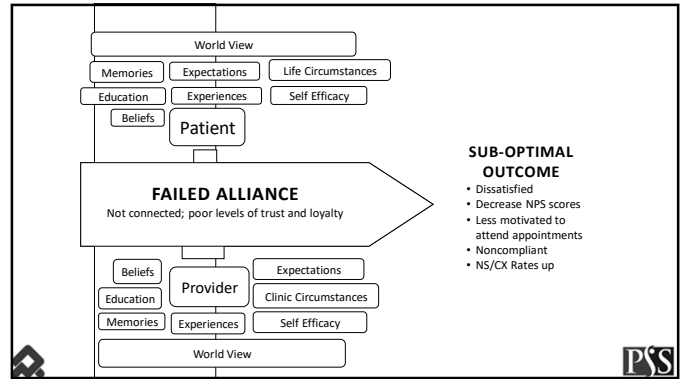 World View
Memories
Expectations
Life Circumstances
Education
Experiences
Self Efficacy
Beliefs
Patient
FAILED ALLIANCE
Not connected; poor levels of trust and loyalty
SUB-OPTIMAL
OUTCOME
• Dissatisfied
• Decrease NPS scores
• Less motivated to
attend appointments
• Noncompliant
• NS/CX Rates up
Beliefs
Provider
Expectations
Education
Clinic Circumstances
Memories
Experiences
Self Efficacy
World View
PSS